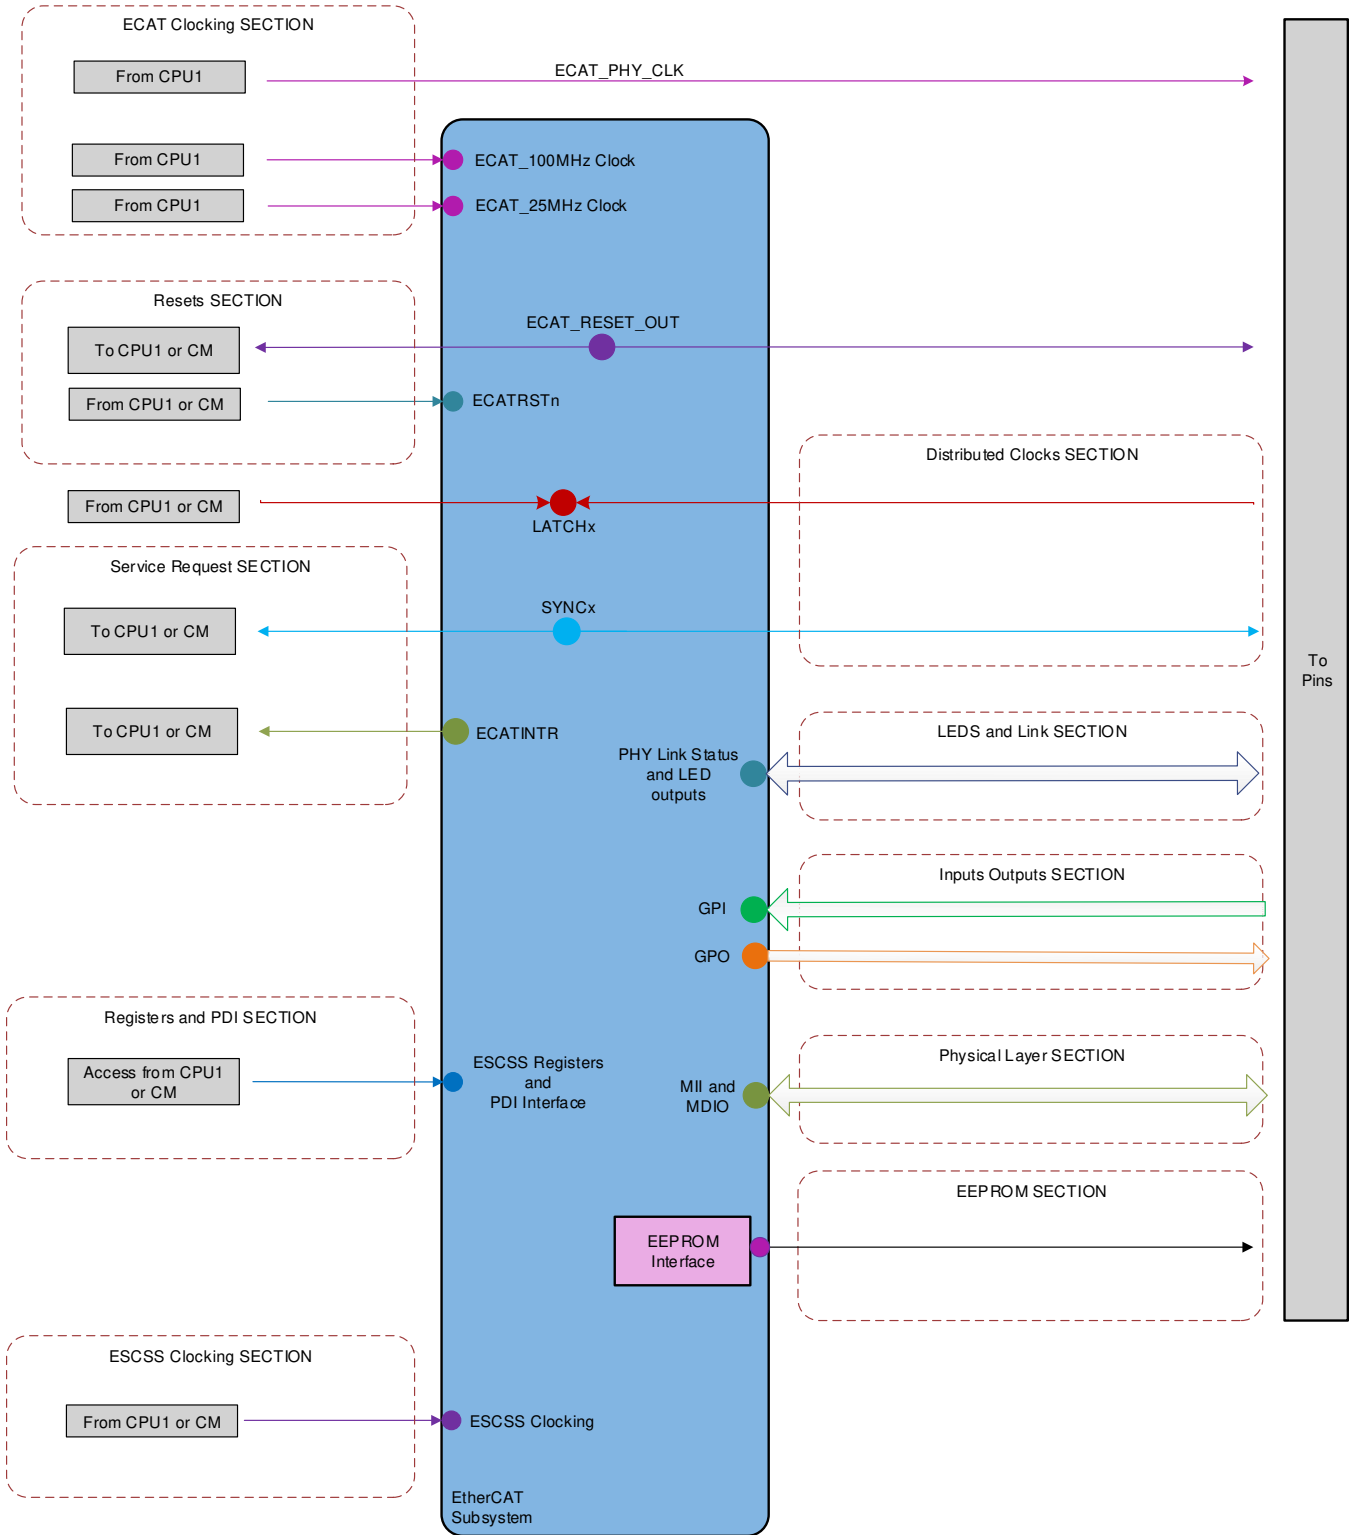 ECAT Clocking SECTION
From CPU1
ECAT_PHY_CLK
From CPU1
ECAT_100MHz Clock
From CPU1
ECAT_25MHz Clock
Resets SECTION
ECAT_RESET_OUT
To CPU1 or CM
From CPU1 or CM
ECATRSTn
Distributed Clocks SECTION
From CPU1 or CM
LATCHx
Service Request SECTION
SYNCx
To CPU1 or CM
To
Pins
To CPU1 or CM
ECATINTR
LEDS and Link SECTION
PHY Link Status
and LED
outputs
Inputs Outputs SECTION
GPI
GPO
Registers and PDI SECTION
Access from CPU1
or CM
ESCSS Registers
and
PDI Interface
Physical Layer SECTION
MII and
MDIO
EEPROM SECTION
EEPROM
Interface
ESCSS Clocking SECTION
From CPU1 or CM
ESCSS Clocking
EtherCAT
Subsystem